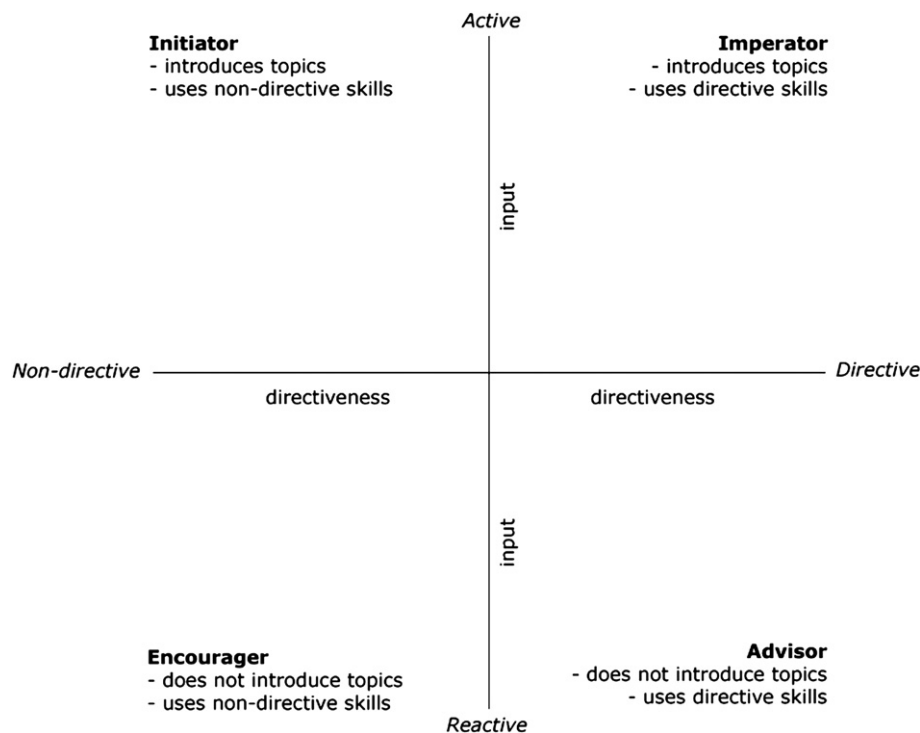 Active
Initiator
- introduces topics
- uses non-directive skills
Imperator
- introduces topics
- uses directive skills
input
Non-directive
Directive
directiveness
directiveness
input
Encourager
- does not introduce topics
- uses non-directive skills
Advisor
- does not introduce topics
- uses directive skills
Reactive